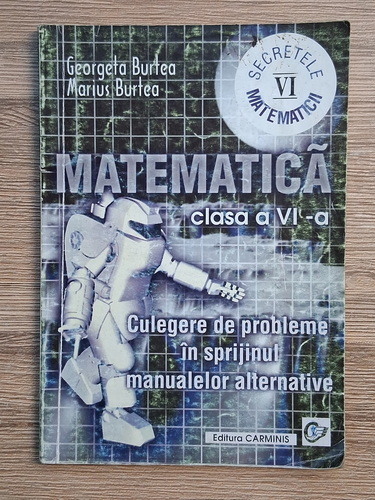 Georgeta Burtea
Marius Burtea
SECRETELE
VI
MATEMATICII
MATEMATICĂ
clasa a VI -a
Culegere de probleme
în sprijinul
manualelor alternative
Editura CARMINIS